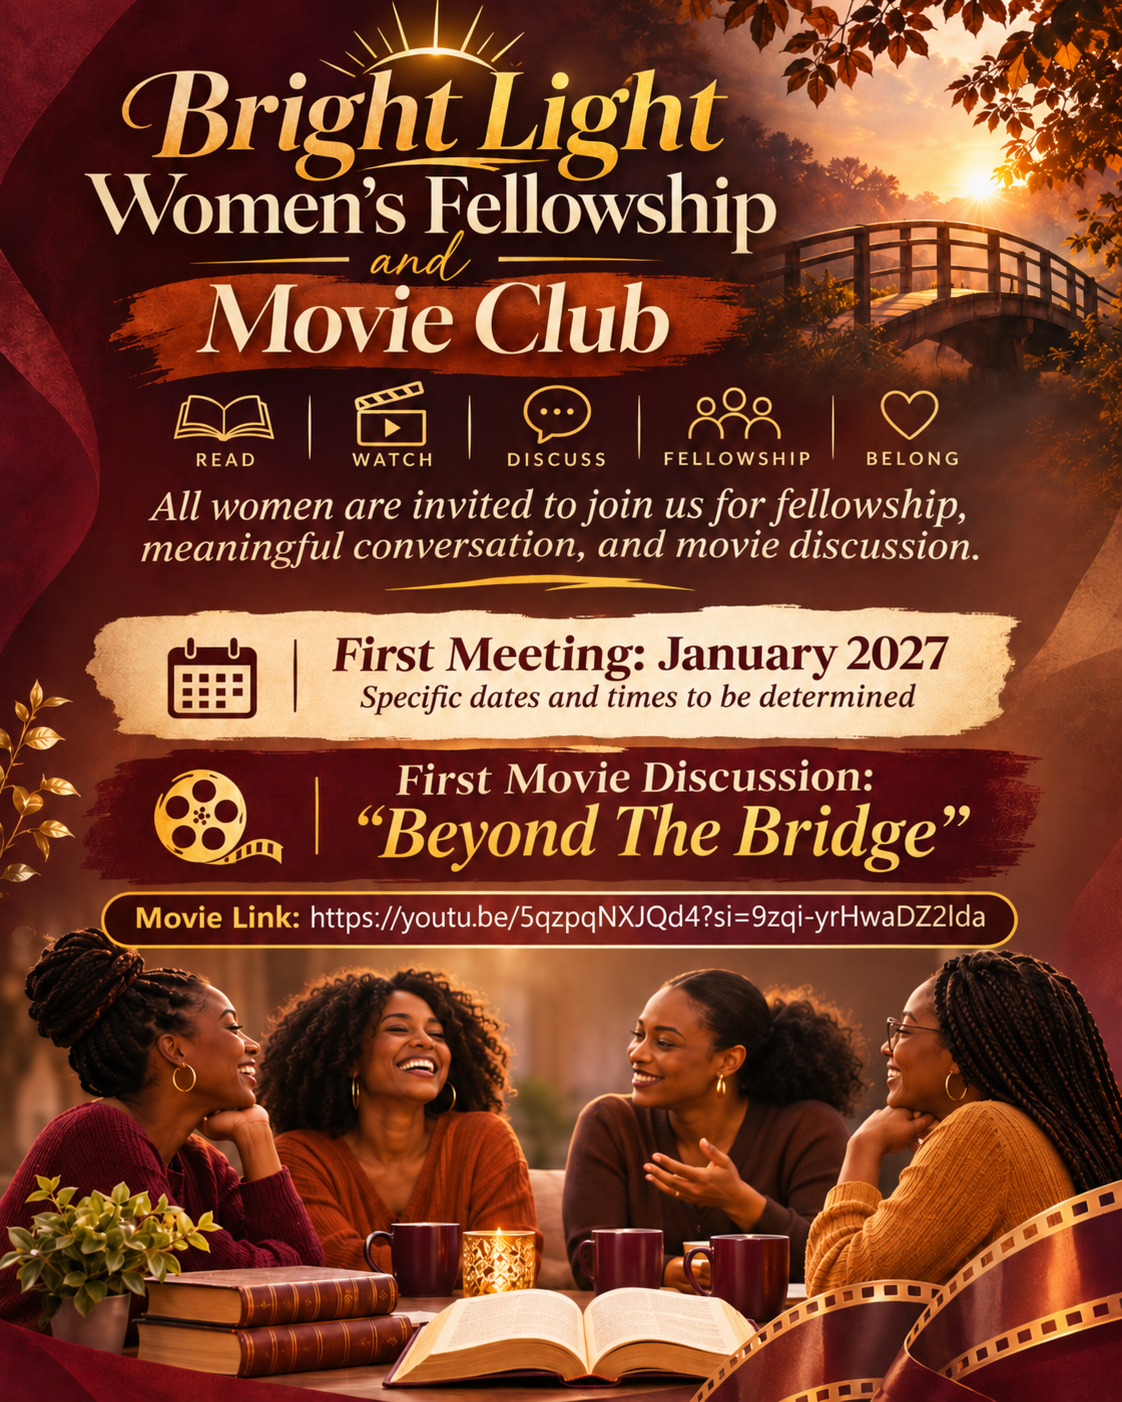 Bright Light
Women's Fellowship
and
Movie Club
READ
WATCH
DISCUSS
FELLOWSHIP
BELONG
All women are invited to join us for fellowship,
meaningful conversation, and movie discussion.
First Meeting: January 2027
Specific dates and times to be determined
First Movie Discussion:
“Beyond The Bridge”
Movie Link: https://youtu.be/5qzpqNXJQd4?si=9zqi-yrHwaDZ2lda